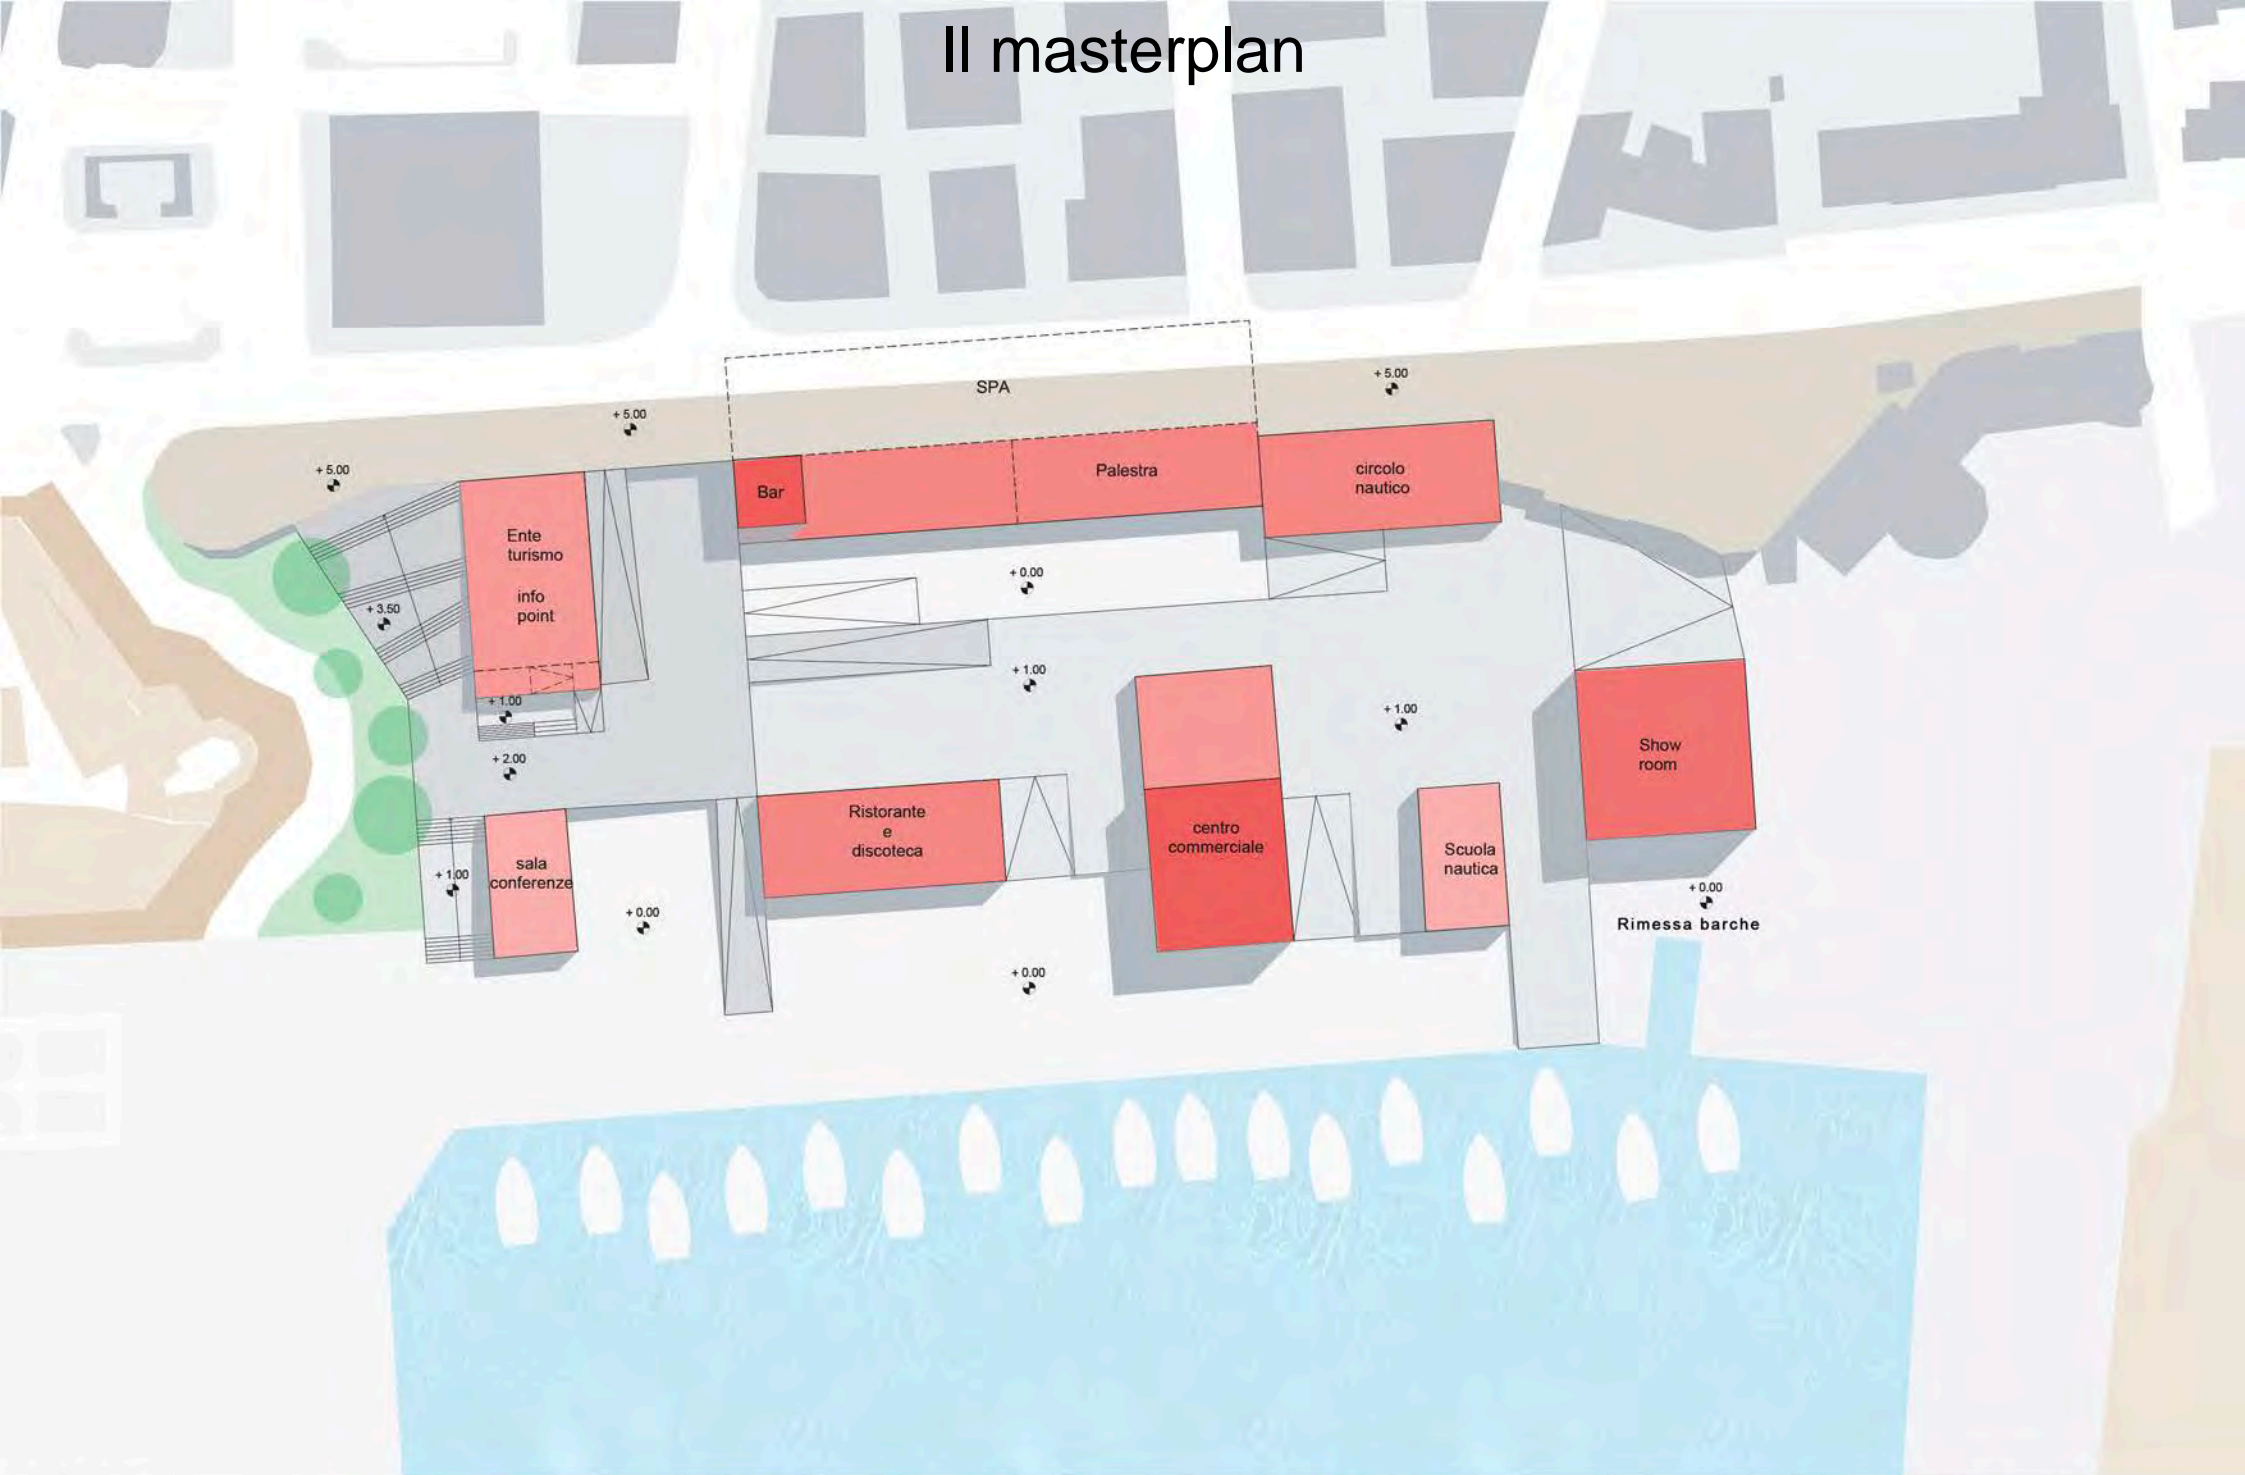 Il masterplan
SPA
+ 5.00
+ 5.00
+ 5.00
Bar
Palestra
circolo
nautico
Ente
turismo
info
point
+ 0.00
+ 3.50
+ 1.00
+ 1.00
+ 1.00
+ 2.00
Show
room
Ristorante
e
discoteca
centro
commerciale
Scuola
nautica
sala
conferenze
+ 1.00
+ 0.00
+ 0.00
Rimessa barche
+ 0.00